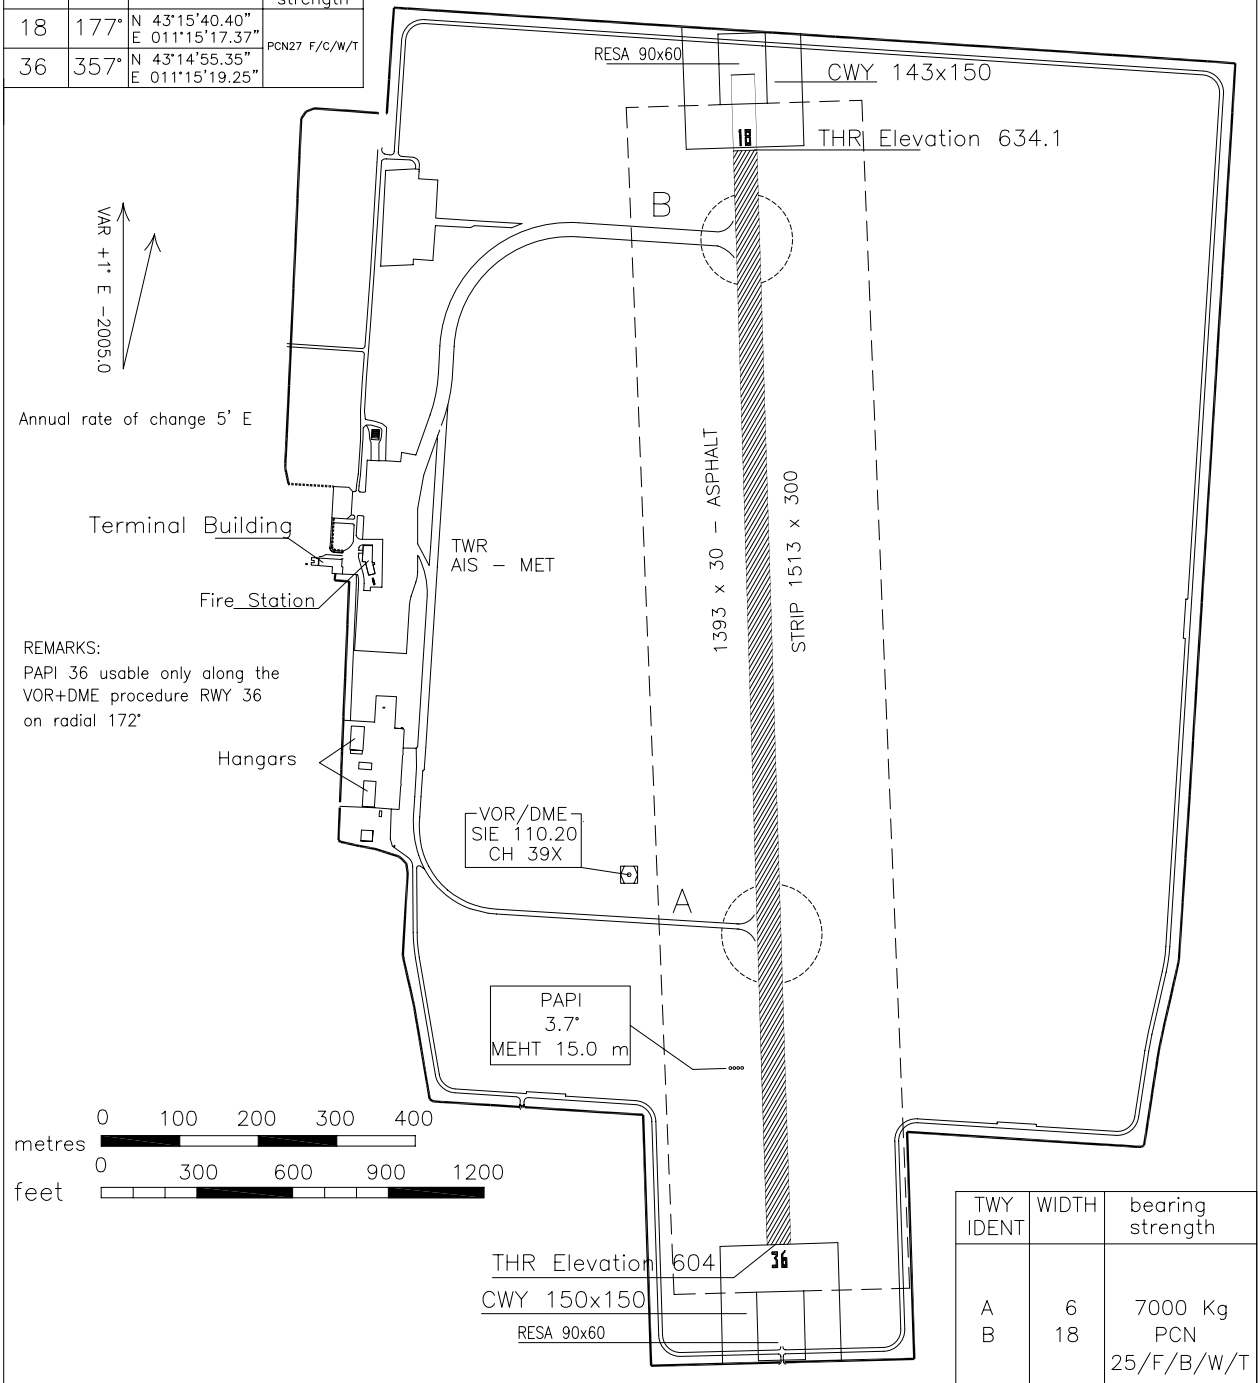 strength
18 177° N 43°15'40.40"
E 011°15'17.37"
PCN27 F/C/W/T
36 357° N 43°14'55.35"
E 011°15'19.25"
RESA 90x60
CWY 143x150
18
THR Elevation 634.1
B
VAR +1° E -2005.0
Annual rate of change 5' E
1393 x 30 - ASPHALT
STRIP 1513 x 300
Terminal Building
TWR
AIS - MET
Fire Station
REMARKS:
PAPI 36 usable only along the
VOR+DME procedure RWY 36
on radial 172°
Hangars
VOR/DME
SIE 110.20
CH 39X
A
PAPI
3.7°
MEHT 15.0 m
0 100 200 300 400
metres
0 300 600 900 1200
feet
THR Elevation 604
36
CWY 150x150
RESA 90x60
TWY IDENT
WIDTH
bearing strength
A 6 7000 Kg
B 18 PCN
25/F/B/W/T